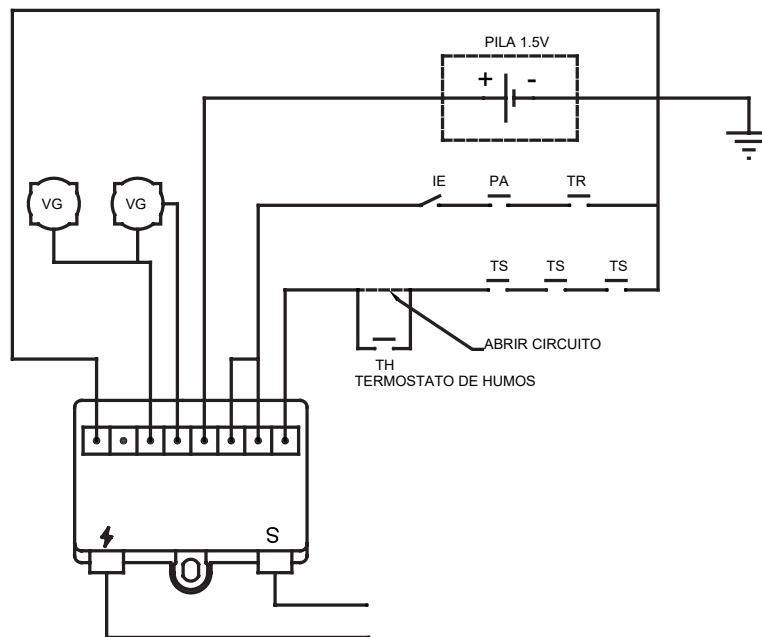 PILA 1.5V
+ -
VG VG
IE PA TR
TS TS TS
ABRIR CIRCUITO
TH
TERMOSTATO DE HUMOS
S